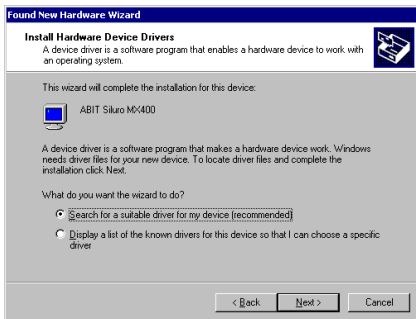 Found New Hardware Wizard
Install Hardware Device Drivers
A device driver is a software program that enables a hardware device to work with
an operating system.
This wizard will complete the installation for this device:
ABIT Siluro MX400
A device driver is a software program that makes a hardware device work. Windows
needs driver files for your new device. To locate driver files and complete the
installation click Next.
What do you want the wizard to do?
Search for a suitable driver for my device (recommended)
Display a list of the known drivers for this device so that I can choose a specific
driver
< Back
Next >
Cancel